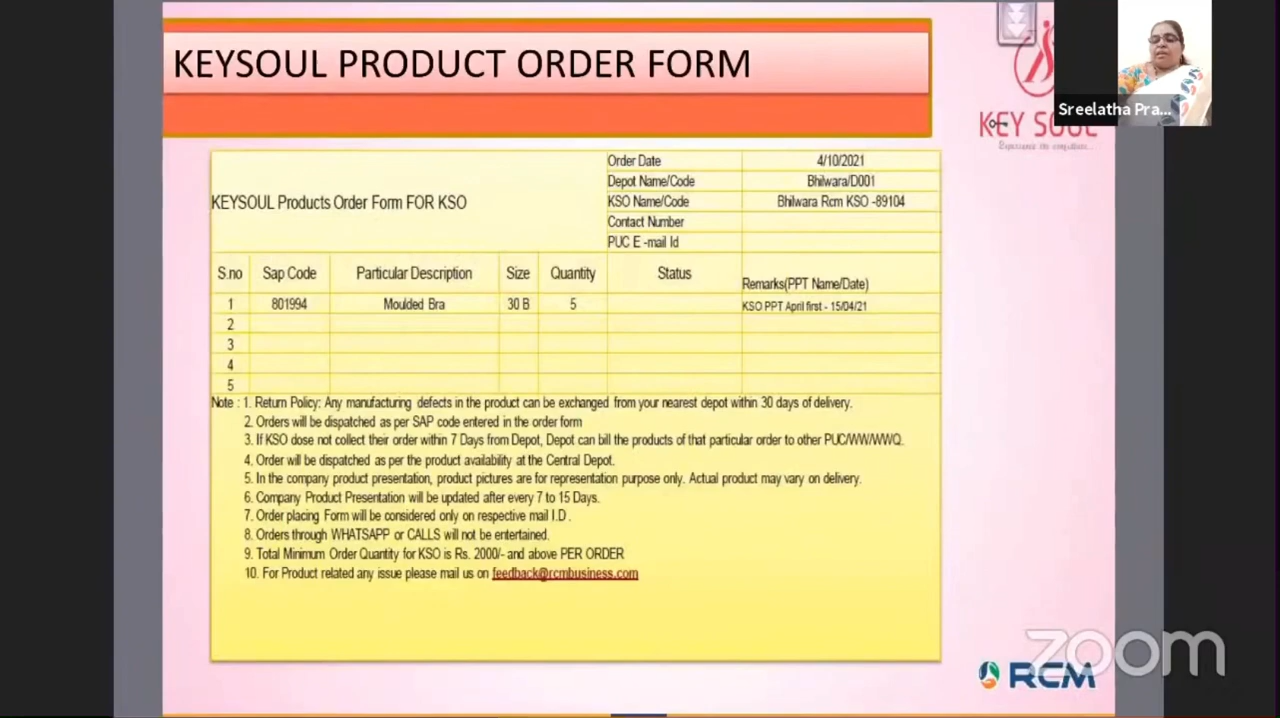 KEYSOUL PRODUCT ORDER FORM
Sreelatha Pra...
KEY SOUL
KEYSOUL Products Order Form FOR KSO
Order Date 4/10/2021
Depot Name/Code Bhilwara/D001
KSO Name/Code Bhilwara Rcm KSO -89104
Contact Number
PUC E -mail Id
S.no Sap Code Particular Description Size Quantity Status Remarks(PPT Name/Date)
1 801994 Moulded Bra 30 B 5 KSO PPT April first - 15/04/21
2
3
4
5
Note : 1. Return Policy: Any manufacturing defects in the product can be exchanged from your nearest depot within 30 days of delivery.
2. Orders will be dispatched as per SAP code entered in the order form
3. If KSO dose not collect their order within 7 Days from Depot, Depot can bill the products of that particular order to other PUC/WW/WWQ.
4. Order will be dispatched as per the product availability at the Central Depot.
5. In the company product presentation, product pictures are for representation purpose only. Actual product may vary on delivery.
6. Company Product Presentation will be updated after every 7 to 15 Days.
7. Order placing Form will be considered only on respective mail I.D .
8. Orders through WHATSAPP or CALLS will not be entertained.
9. Total Minimum Order Quantity for KSO is Rs. 2000/- and above PER ORDER
10. For Product related any issue please mail us on feedback@rcmbusiness.com
zoom
RCM